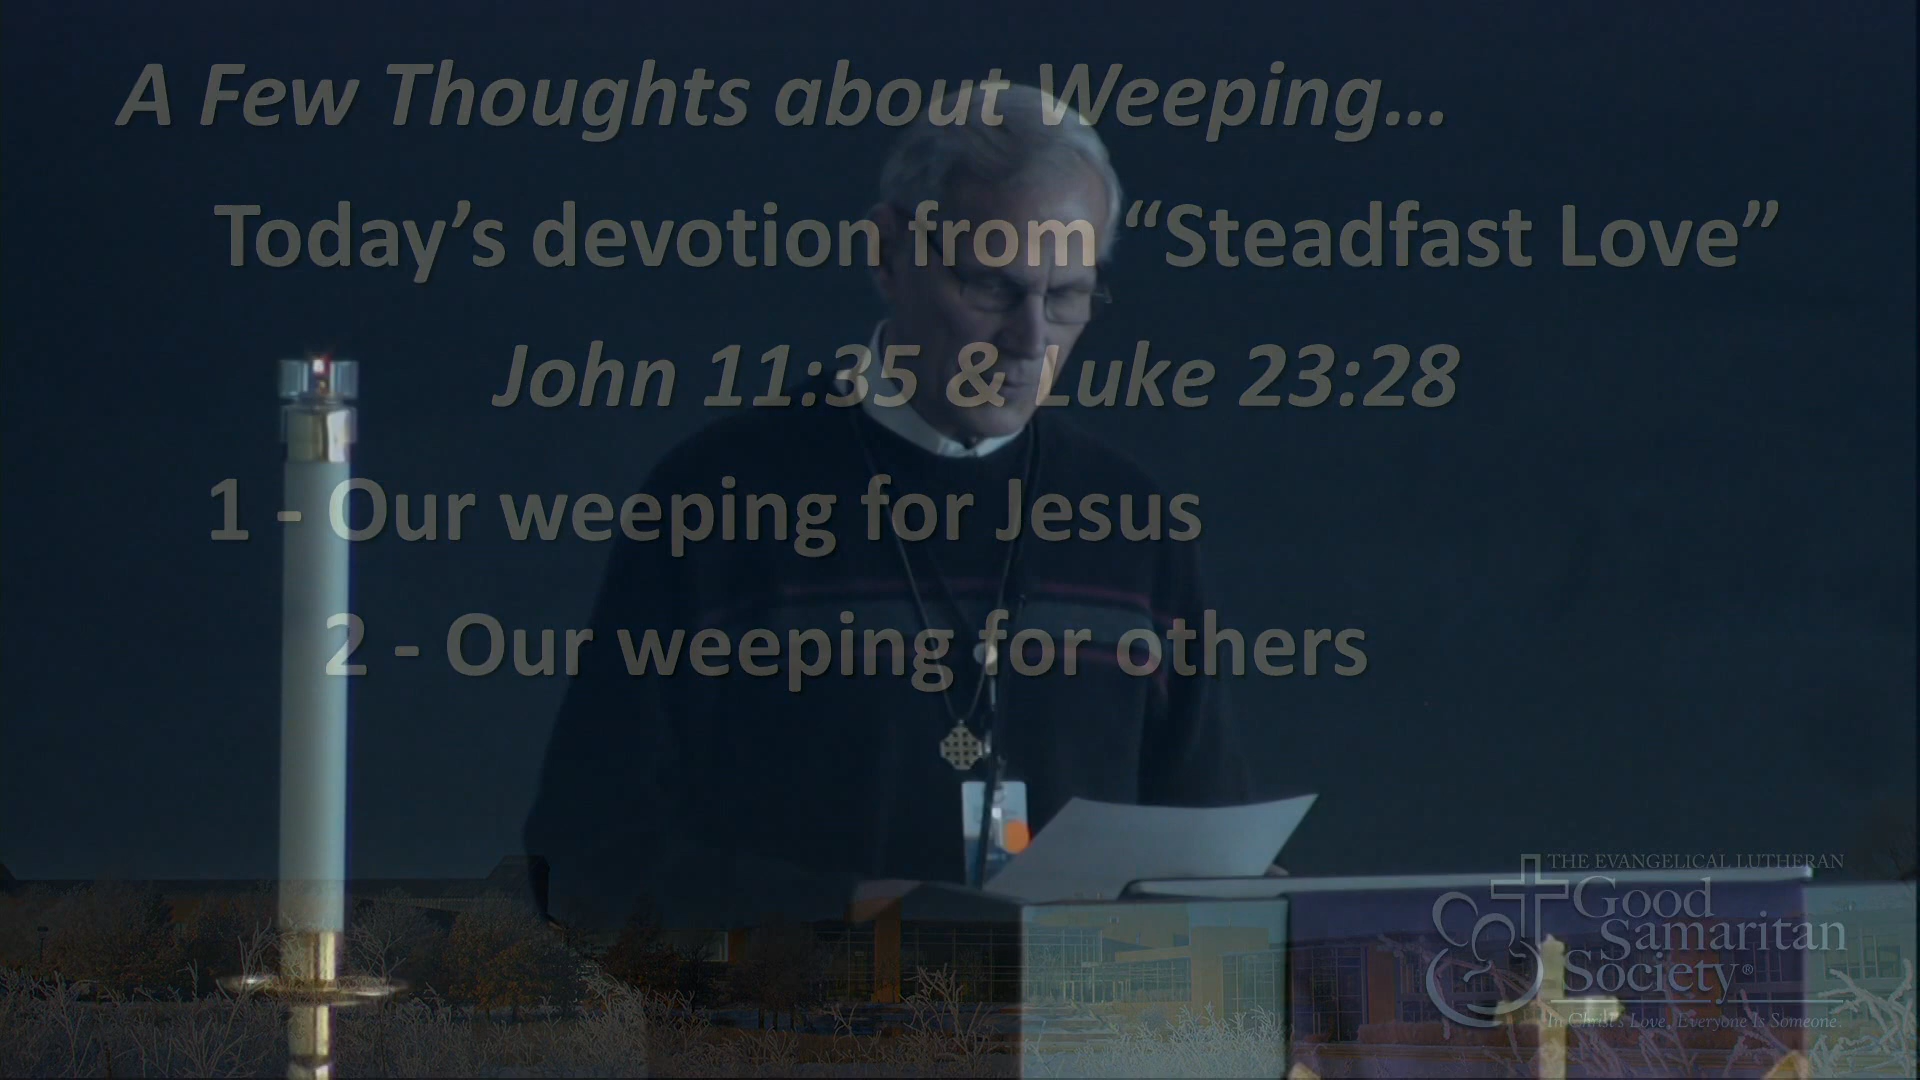 A Few Thoughts about Weeping...
Today’s devotion from “Steadfast Love”
John 11:35 & Luke 23:28
1 - Our weeping for Jesus
2 - Our weeping for others
THE EVANGELICAL LUTHERAN
Good
Samaritan
Society®
In Christ's Love, Everyone Is Someone.